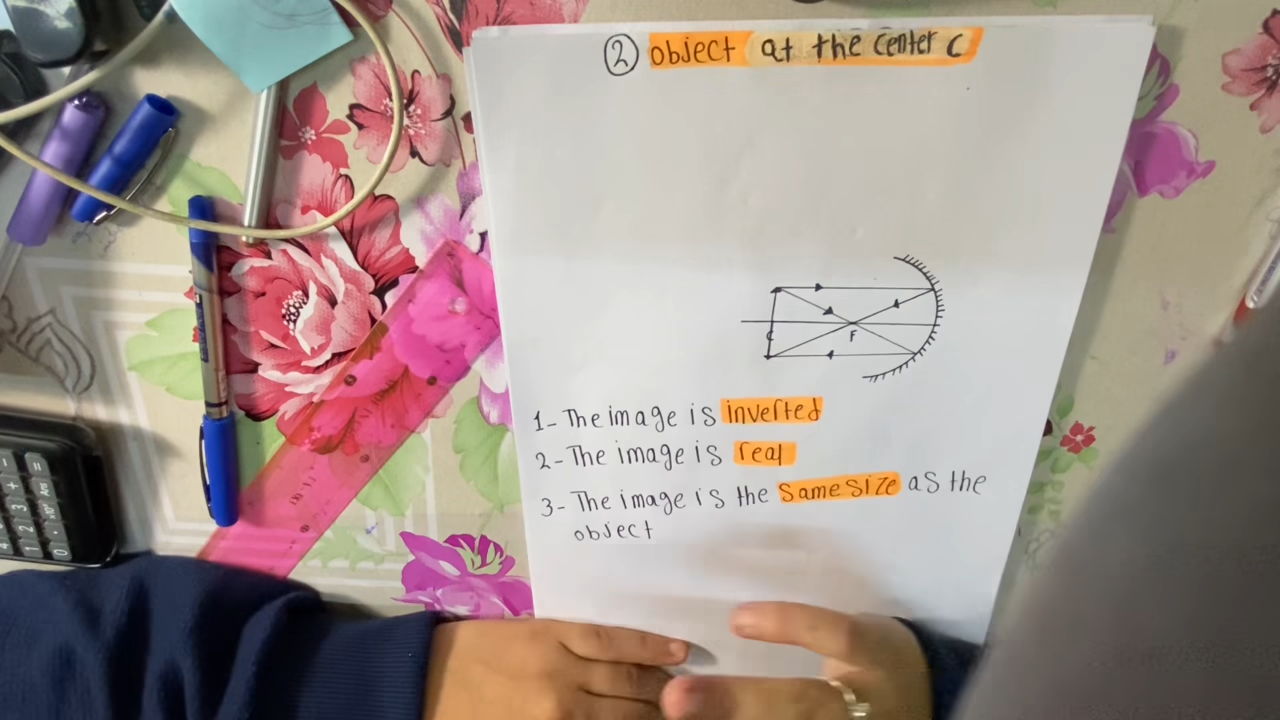 ② object at the center C
C
F
1- The image is inverted
2- The image is real
3- The image is the same size as the
object